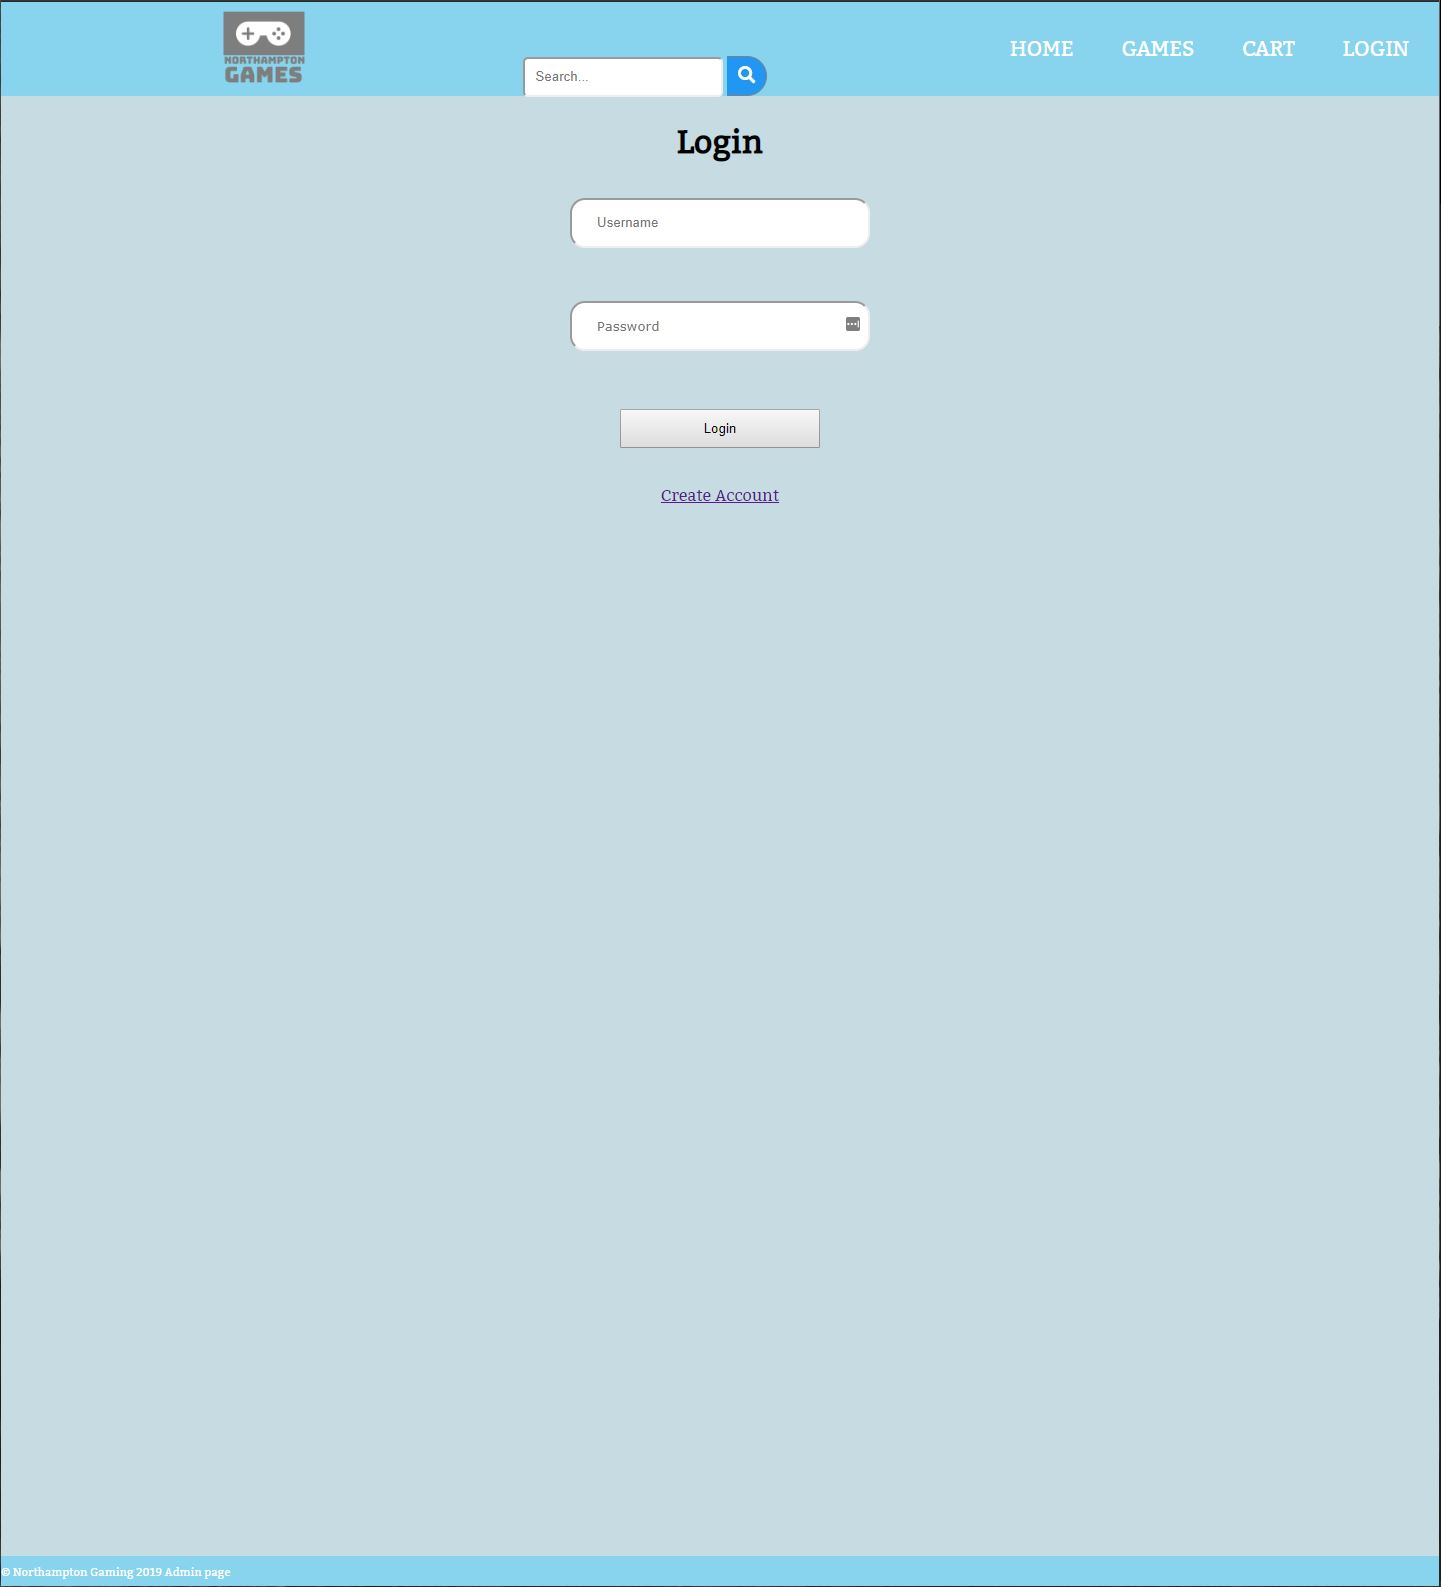 NORTHAMPTON
GAMES
Search...
HOME
GAMES
CART
LOGIN
Login
Username
Password
Login
Create Account
© Northampton Gaming 2019 Admin page